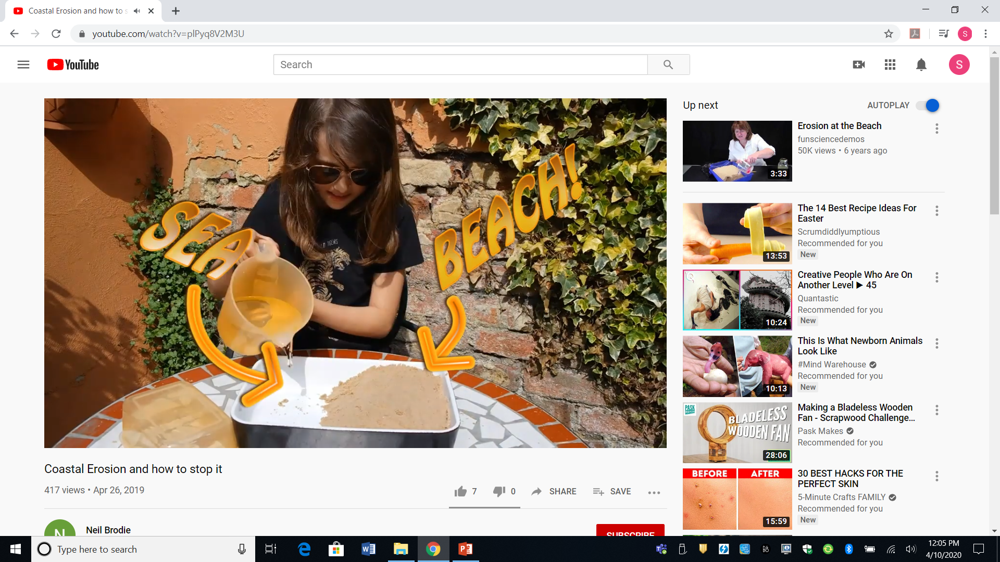 Coastal Erosion and how to s
youtube.com/watch?v=plPyq8V2M3U
S
YouTube
Search
S
SEA
BEACH!
Coastal Erosion and how to stop it
417 views • Apr 26, 2019
7
0
SHARE
SAVE
N
Neil Brodie
SUBSCRIBE
Up next
AUTOPLAY
3:33
Erosion at the Beach
funsciencedemos
50K views • 6 years ago
13:53
The 14 Best Recipe Ideas For
Easter
Scrumdiddlyumptious
Recommended for you
New
10:24
Creative People Who Are On
Another Level ▶ 45
Quantastic
Recommended for you
New
10:13
This Is What Newborn Animals
Look Like
#Mind Warehouse
Recommended for you
New
PASK
MAKES
BLADELESS
WOODEN FAN
28:06
Making a Bladeless Wooden
Fan - Scrapwood Challenge...
Pask Makes
Recommended for you
BEFORE
AFTER
15:59
30 BEST HACKS FOR THE
PERFECT SKIN
5-Minute Crafts FAMILY
Recommended for you
New
Type here to search
12:05 PM
4/10/2020